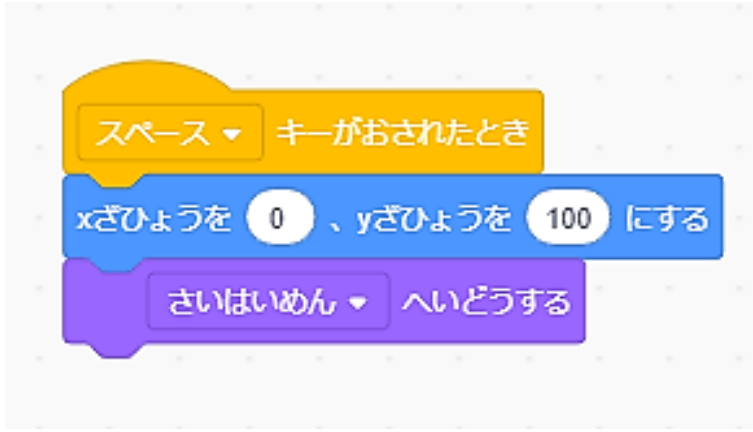 スペース キーがおされたとき
xざひょうを 0 、yざひょうを 100 にする
さいはいめん へいどうする